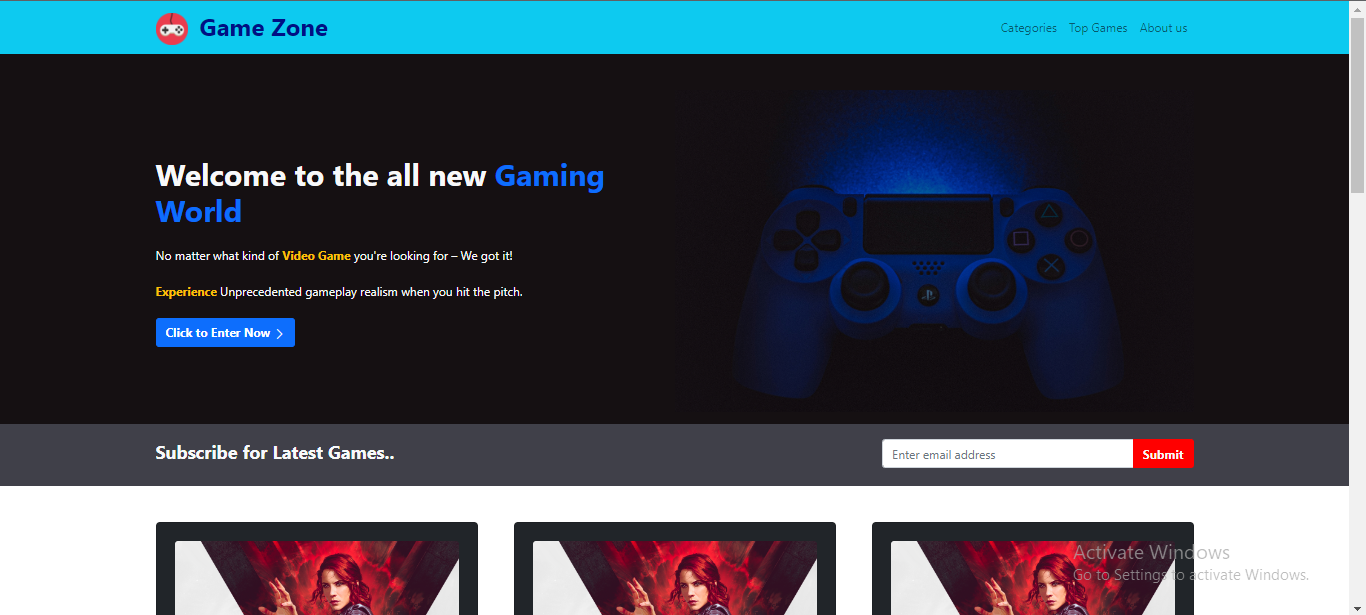 Game Zone
Categories Top Games About us
Welcome to the all new Gaming
World
No matter what kind of Video Game you're looking for – We got it!
Experience Unprecedented gameplay realism when you hit the pitch.
Click to Enter Now
Subscribe for Latest Games..
Enter email address Submit
Activate Windows
Go to Settings to activate Windows.